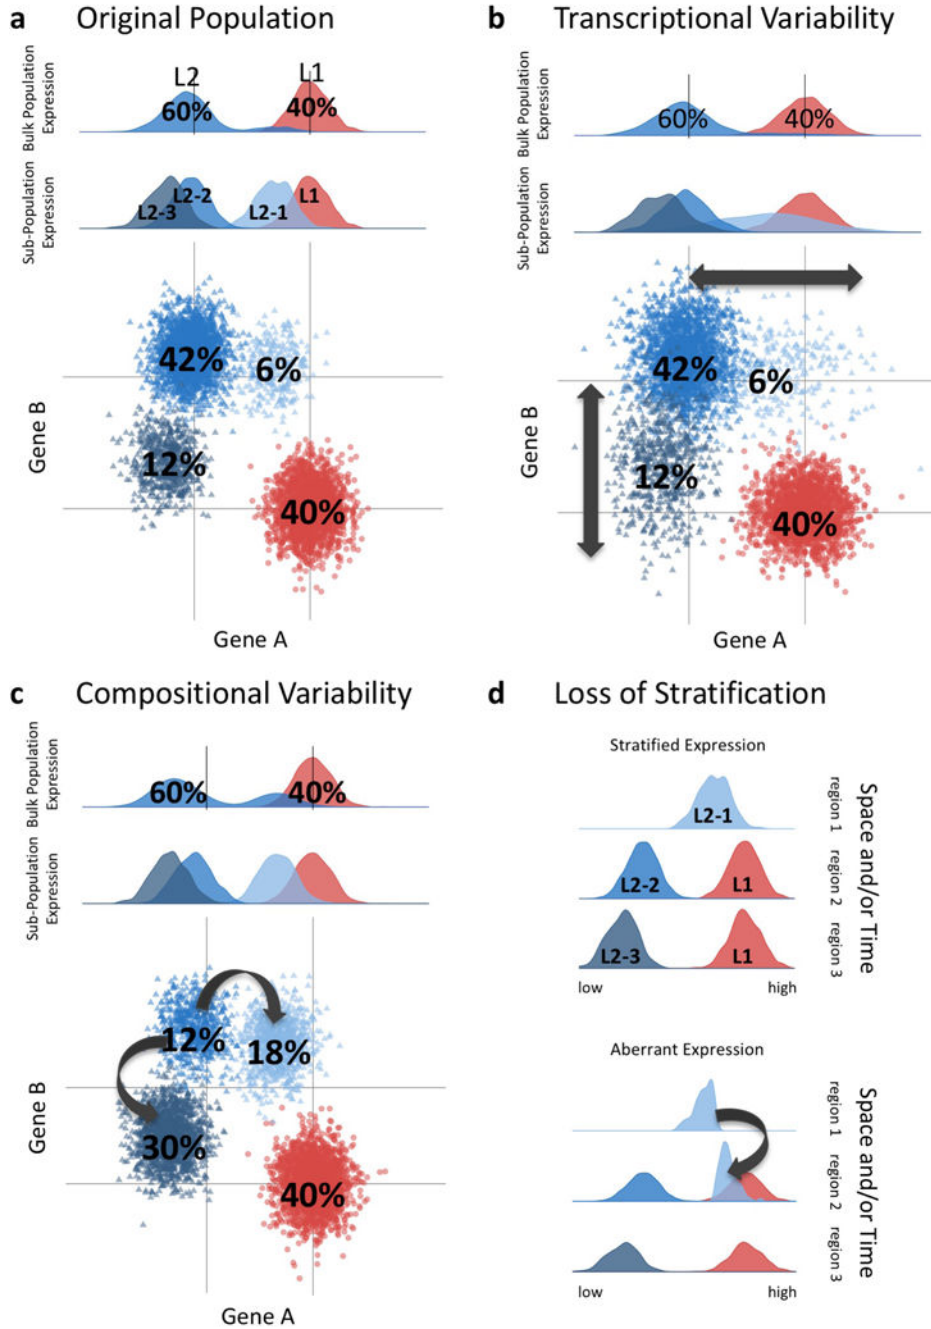 a Original Population
Bulk Population
Expression
L2
60%
L1
40%
Sub-Population
Expression
L2-3
L2-2
L2-1
L1
42%
6%
12%
40%
Gene B
Gene A
b Transcriptional Variability
Bulk Population
Expression
60%
40%
Sub-Population
Expression
42%
6%
12%
40%
Gene B
Gene A
c Compositional Variability
Bulk Population
Expression
60%
40%
Sub-Population
Expression
12%
18%
30%
40%
Gene B
Gene A
d Loss of Stratification
Stratified Expression
L2-1
region 1
L2-2
L1
region 2
L2-3
L1
region 3
low
high
Space and/or Time
Aberrant Expression
region 1
region 2
region 3
low
high
Space and/or Time